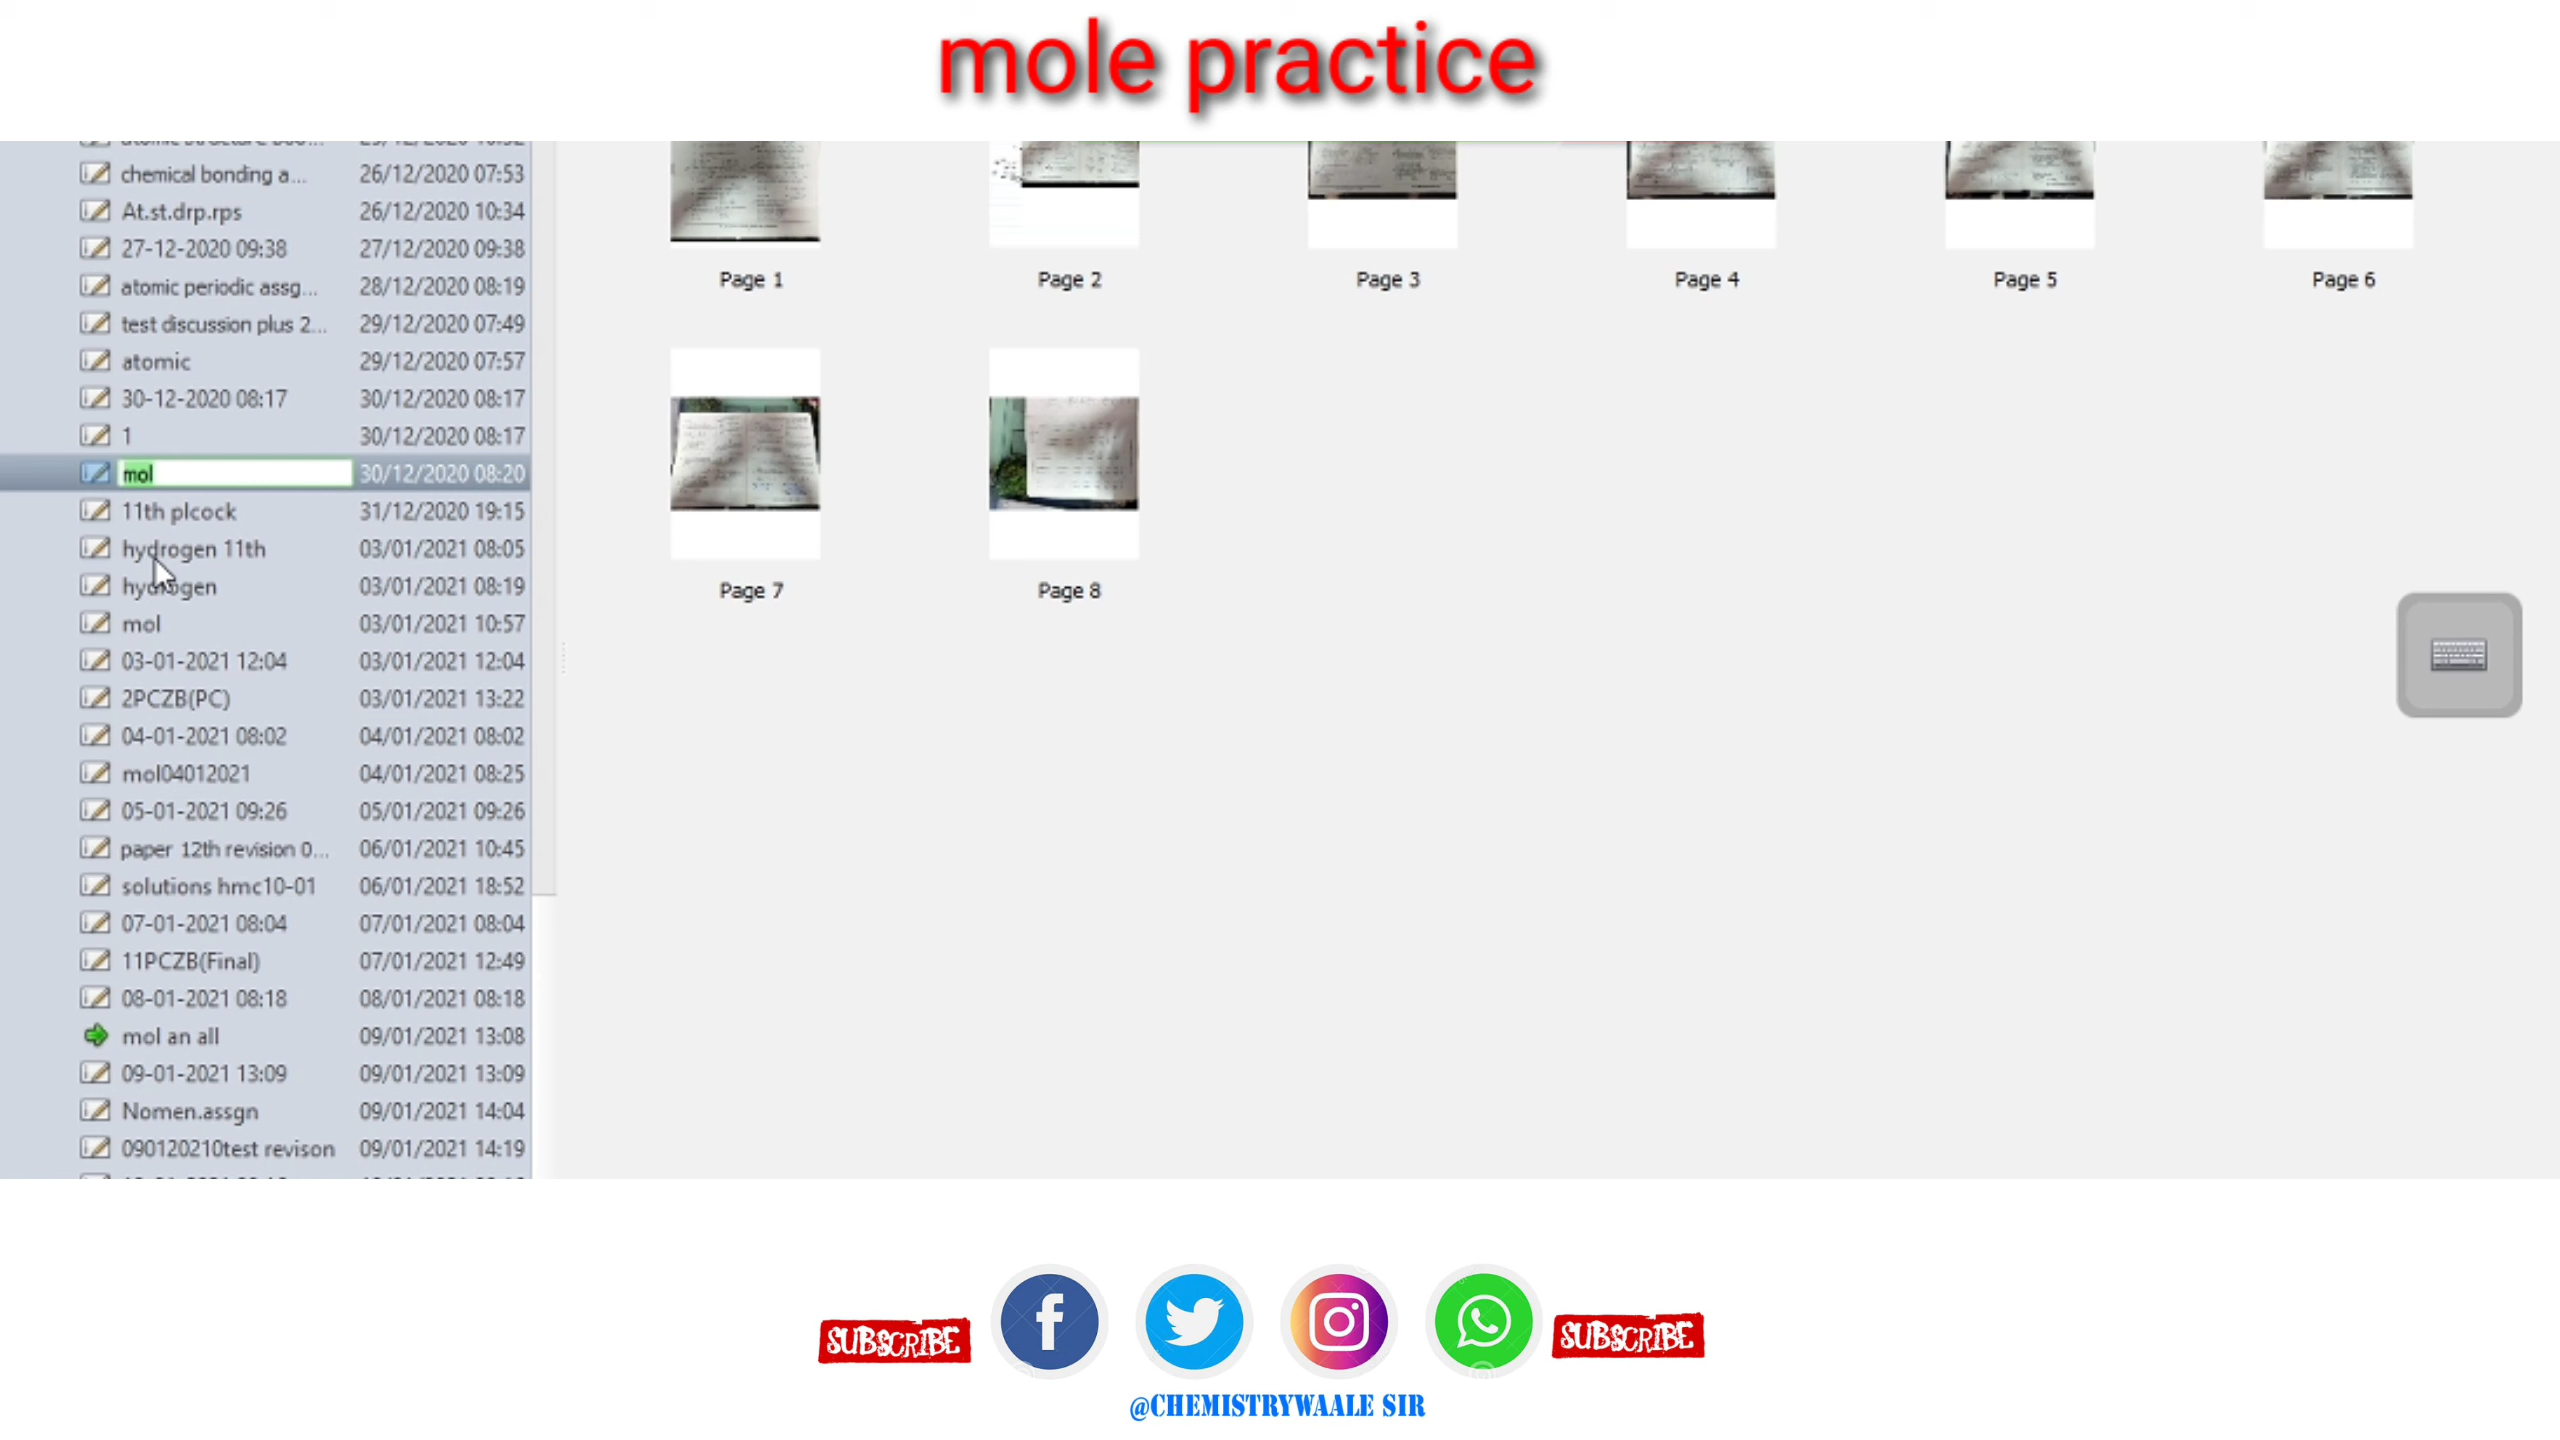 mole practice
chemical bonding a... 26/12/2020 07:53
At.st.drp.rps 26/12/2020 10:34
27-12-2020 09:38 27/12/2020 09:38
atomic periodic assg... 28/12/2020 08:19
test discussion plus 2... 29/12/2020 07:49
atomic 29/12/2020 07:57
30-12-2020 08:17 30/12/2020 08:17
1 30/12/2020 08:17
mol 30/12/2020 08:20
11th plcock 31/12/2020 19:15
hydrogen 11th 03/01/2021 08:05
hydrogen 03/01/2021 08:19
mol 03/01/2021 10:57
03-01-2021 12:04 03/01/2021 12:04
2PCZB(PC) 03/01/2021 13:22
04-01-2021 08:02 04/01/2021 08:02
mol04012021 04/01/2021 08:25
05-01-2021 09:26 05/01/2021 09:26
paper 12th revision 0... 06/01/2021 10:45
solutions hmc10-01 06/01/2021 18:52
07-01-2021 08:04 07/01/2021 08:04
11PCZB(Final) 07/01/2021 12:49
08-01-2021 08:18 08/01/2021 08:18
mol an all 09/01/2021 13:08
09-01-2021 13:09 09/01/2021 13:09
Nomen.assgn 09/01/2021 14:04
090120210test revison 09/01/2021 14:19
Page 1 Page 2 Page 3 Page 4 Page 5 Page 6
Page 7 Page 8
SUBSCRIBE SUBSCRIBE
@CHEMISTRYWAALE SIR